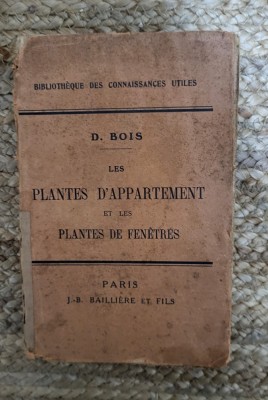 BIBLIOTHÈQUE DES CONNAISSANCES UTILES
D. BOIS
LES
PLANTES D'APPARTEMENT
ET LES
PLANTES DE FENÊTRES
PARIS
J.-B. BAILLIÈRE ET FILS